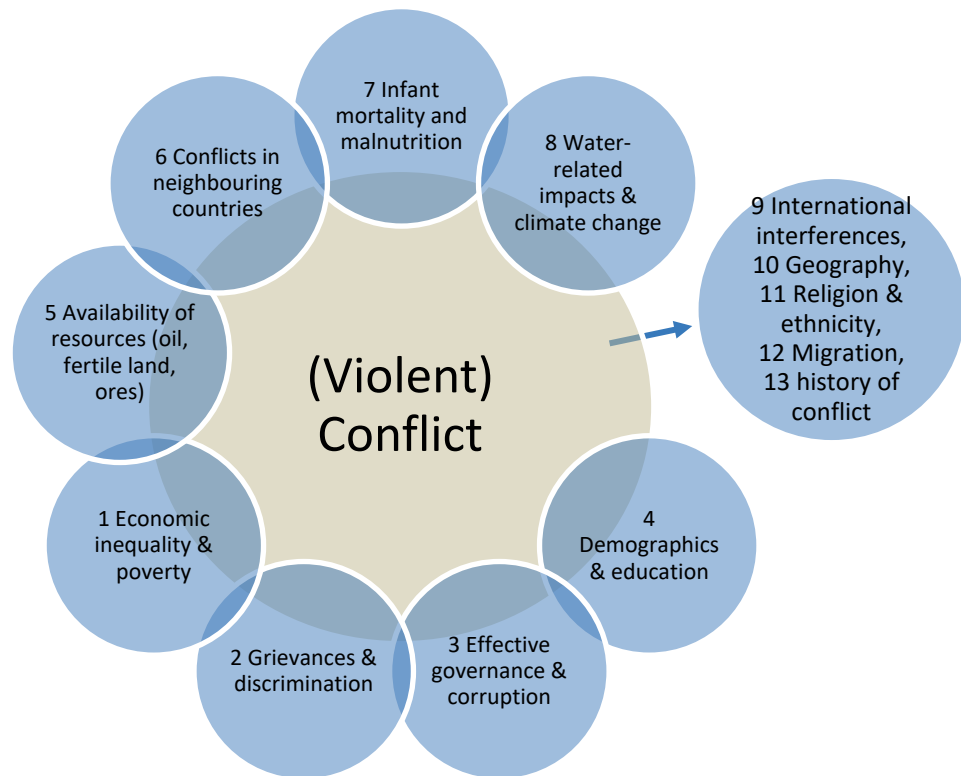 7 Infant
mortality and
malnutrition
6 Conflicts in
neighbouring
countries
8 Water-
related
impacts &
climate change
9 International
interferences,
10 Geography,
11 Religion &
ethnicity,
12 Migration,
13 history of
conflict
5 Availability of
resources (oil,
fertile land,
ores)
(Violent)
Conflict
1 Economic
inequality &
poverty
4
Demographics
& education
2 Grievances &
discrimination
3 Effective
governance &
corruption